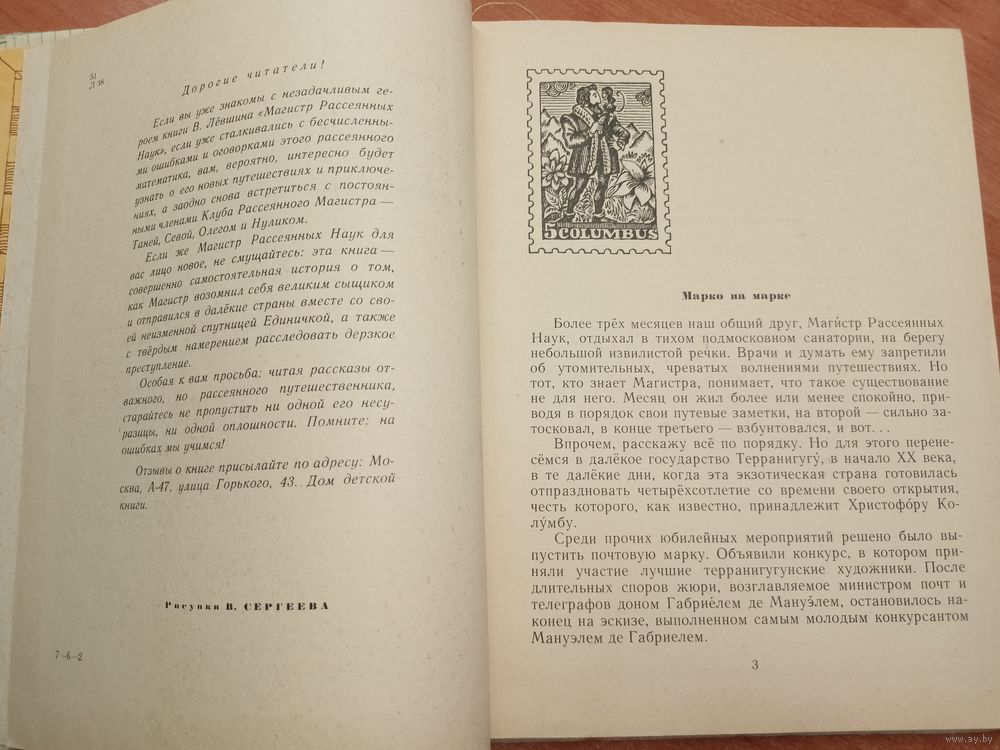 51
Л 38
Дорогие читатели!
Если вы уже знакомы с незадачливым ге-
роем книги В. Лёвшина «Магистр Рассеянных
Наук», если уже сталкивались с бесчисленны-
ми ошибками и оговорками этого рассеянного
математика, вам, вероятно, интересно будет
узнать о его новых путешествиях и приключе-
ниях, а заодно снова встретиться с постоян-
ными членами Клуба Рассеянного Магистра —
Таней, Севой, Олегом и Нуликом.
Если же Магистр Рассеянных Наук для
вас лицо новое, не смущайтесь: эта книга —
совершенно самостоятельная история о том,
как Магистр возомнил себя великим сыщиком
и отправился в далёкие страны вместе со сво-
ей неизменной спутницей Единичкой, а также
с твёрдым намерением расследовать дерзкое
преступление.
Особая к вам просьба: читая рассказы от-
важного, но рассеянного путешественника,
старайтесь не пропустить ни одной его несу-
разицы, ни одной оплошности. Помните: на
ошибках мы учимся!
Отзывы о книге присылайте по адресу: Мо-
сква, А-47, улица Горького, 43. Дом детской
книги.
Рисунки В. СЕРГЕЕВА
7—6—2
5 COLUMBUS
Марко на марке
Более трёх месяцев наш общий друг, Маги́стр Рассеянных
Наук, отдыхал в тихом подмосковном санатории, на берегу
небольшой извилистой речки. Врачи и думать ему запретили
об утомительных, чреватых волнениями путешествиях. Но
тот, кто знает Магистра, понимает, что такое существование
не для него. Месяц он жил более или менее спокойно, при-
водя в порядок свои путевые заметки, на второй — сильно за-
тосковал, в конце третьего — взбунтовался, и вот...
Впрочем, расскажу всё по порядку. Но для этого перене-
сёмся в далёкое государство Терранигугу́, в начало XX века,
в те далёкие дни, когда эта экзотическая страна готовилась
отпраздновать четырёхсотлетие со времени своего открытия,
честь которого, как известно, принадлежит Христофо́ру Ко-
лу́мбу.
Среди прочих юбилейных мероприятий решено было вы-
пустить почтовую марку. Объявили конкурс, в котором при-
няли участие лучшие терранигугунские художники. После
длительных споров жюри, возглавляемое министром почт и
телеграфов доном Габрие́лем де Мануэ́лем, остановилось на-
конец на эскизе, выполненном самым молодым конкурсантом
Мануэлем де Габриелем.
3
www.ay.by